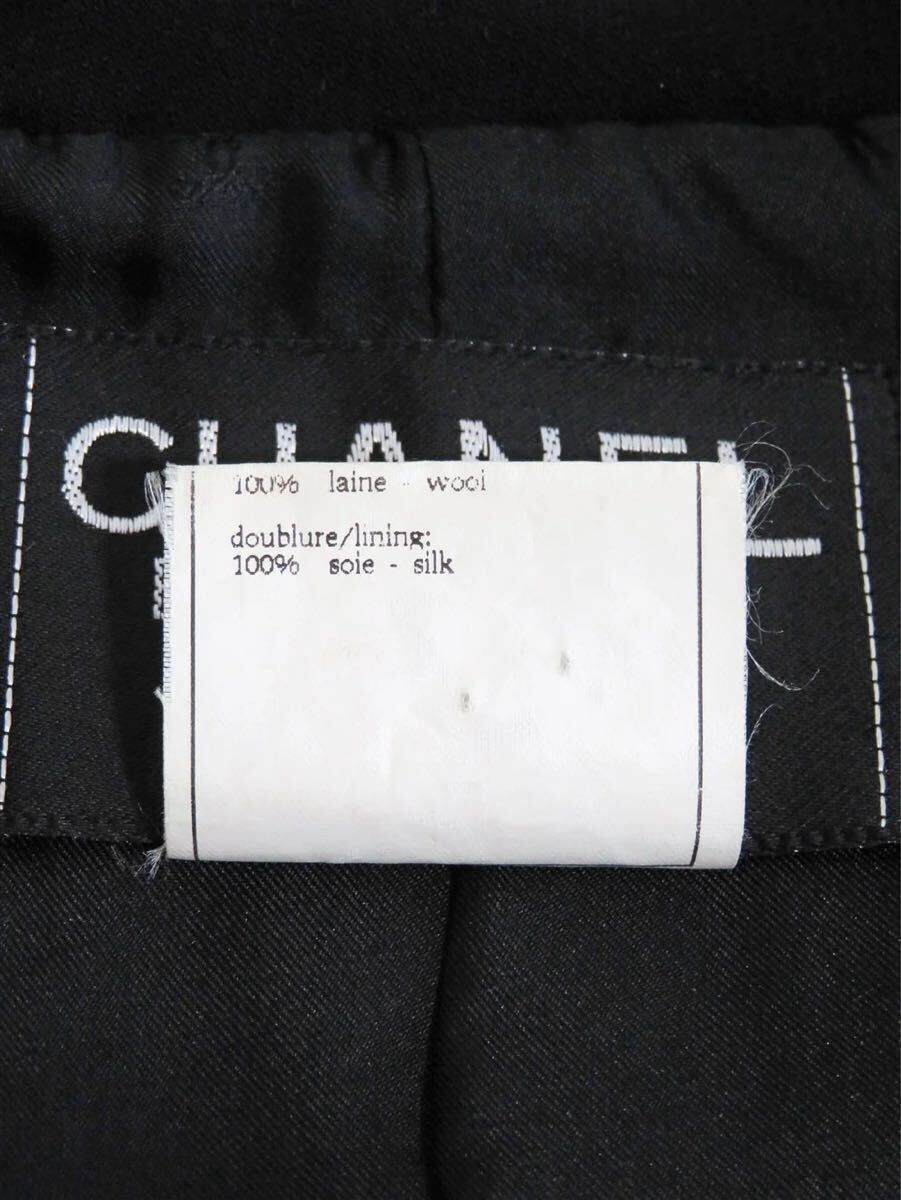 CHANEL
100% laine - wool
doublure/lining:
100% soie - silk